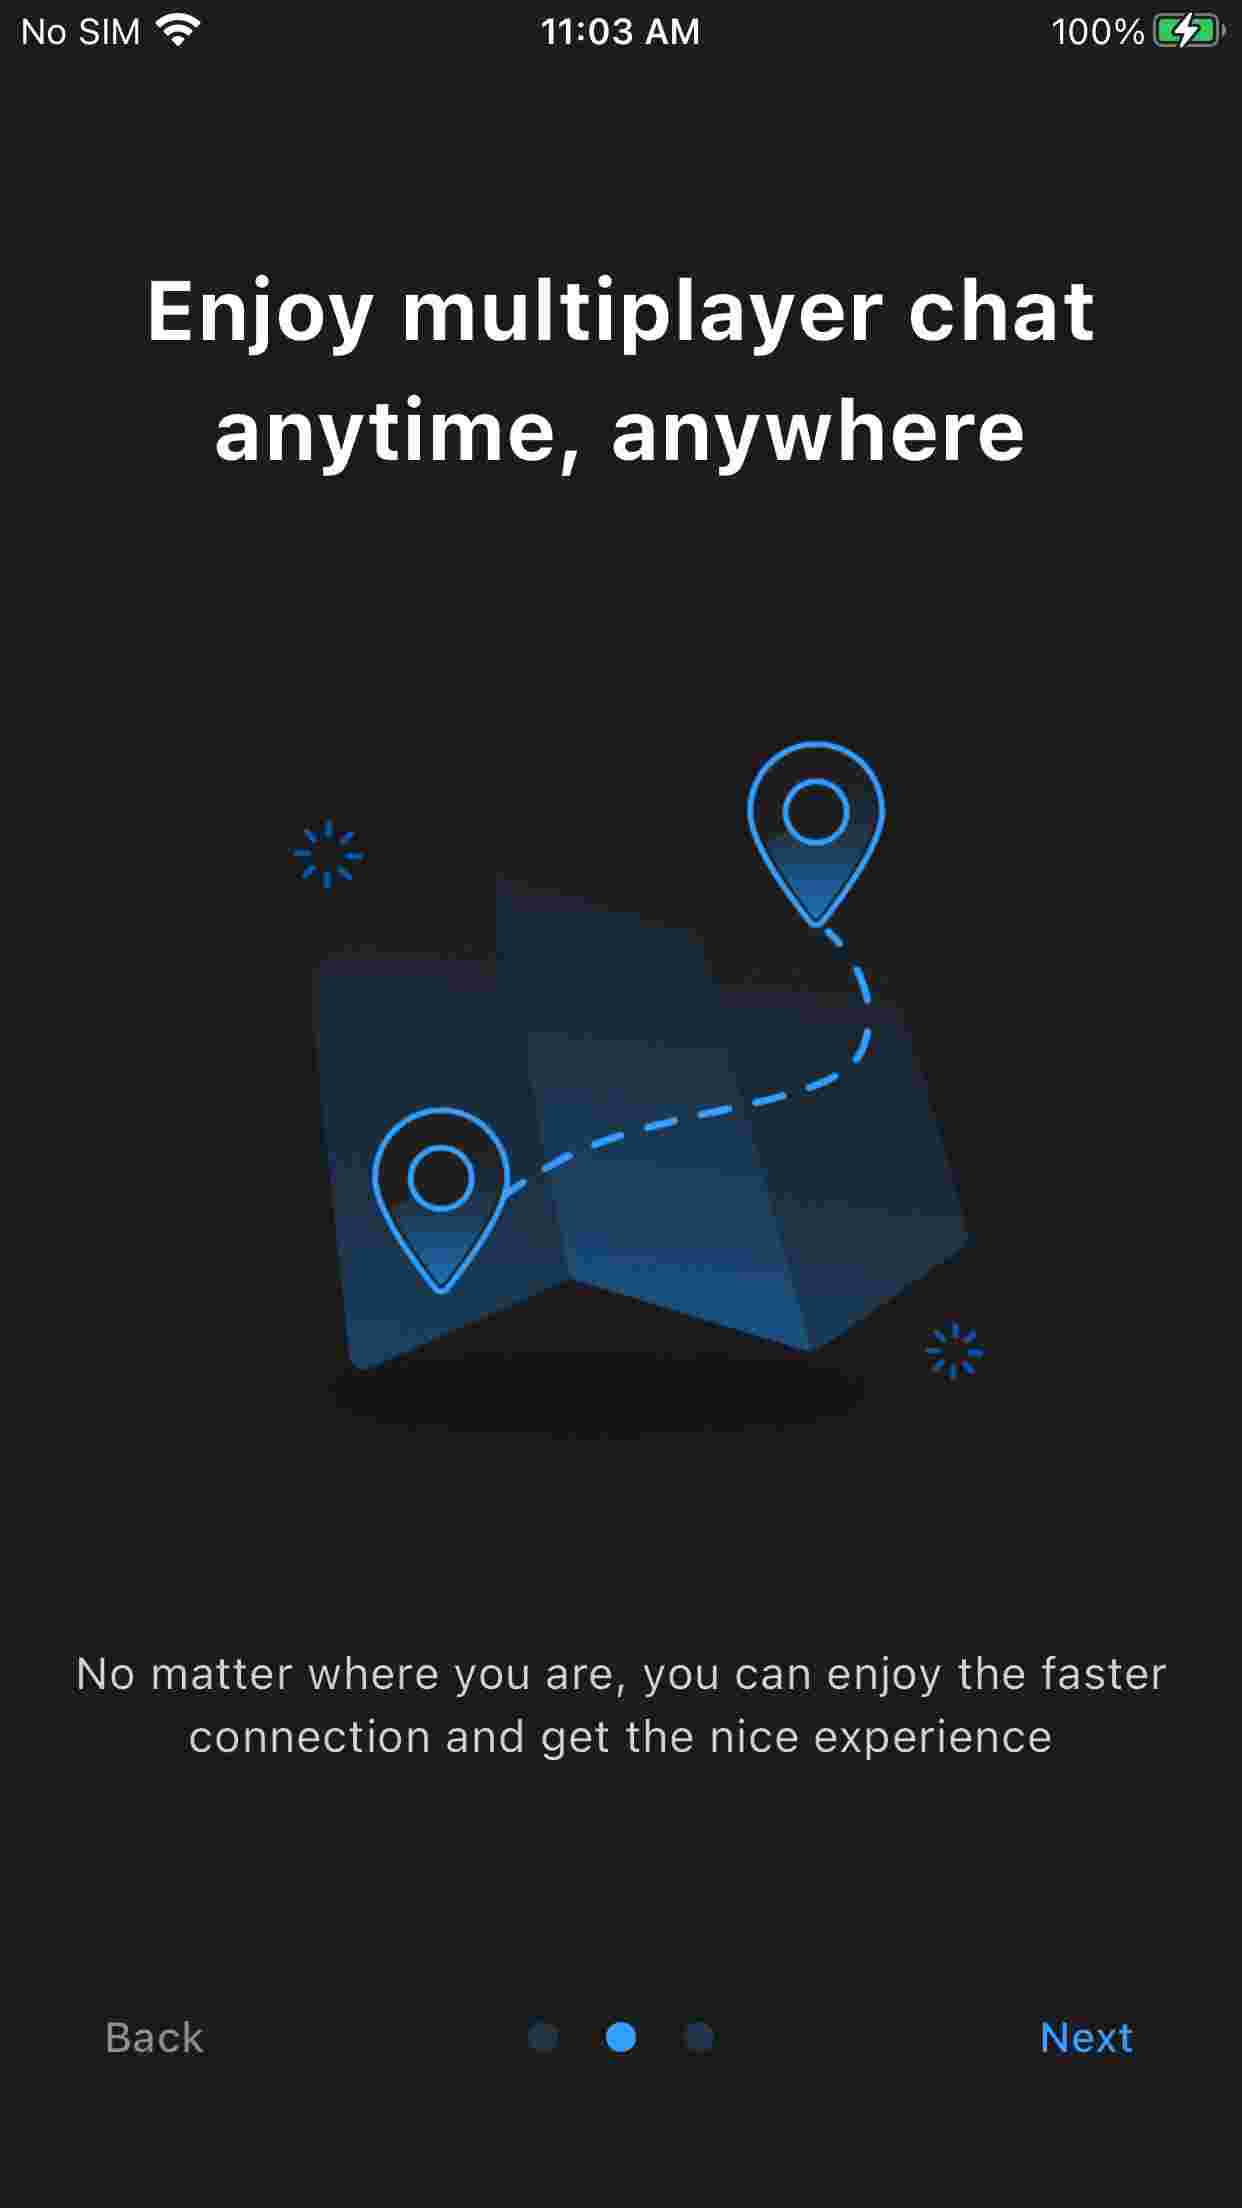 No SIM
11:03 AM
100%
Enjoy multiplayer chat
anytime, anywhere
No matter where you are, you can enjoy the faster
connection and get the nice experience
Back
Next